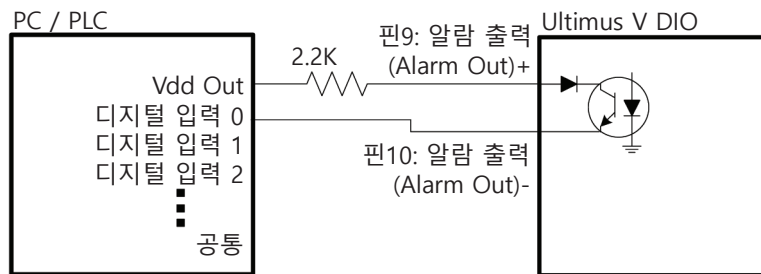 PC / PLC
Vdd Out
디지털 입력 0
디지털 입력 1
디지털 입력 2
공통
2.2K
핀9: 알람 출력
(Alarm Out)+
핀10: 알람 출력
(Alarm Out)-
Ultimus V DIO